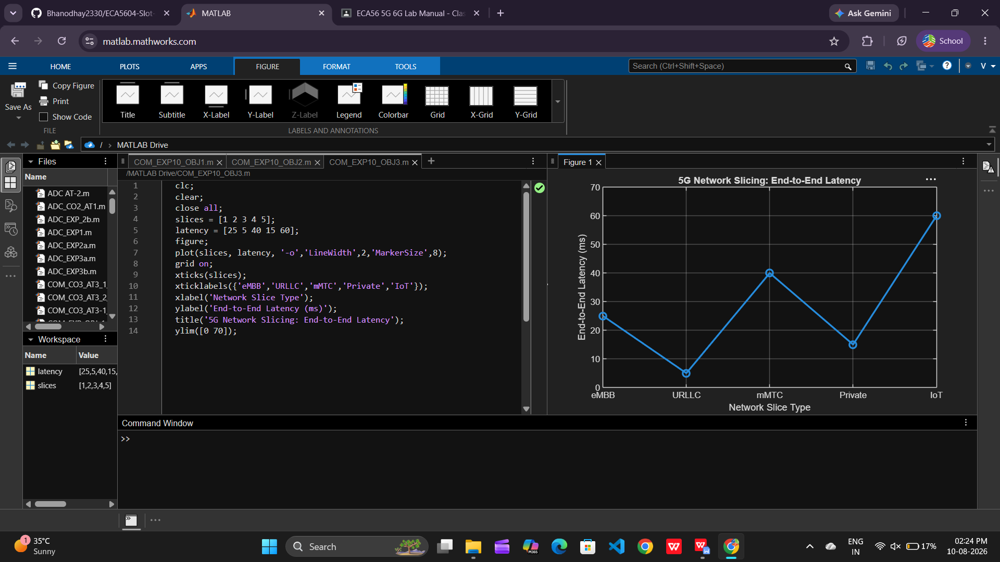 Bhanodhay2330/ECA5604-Slot-
MATLAB
ECA56 5G 6G Lab Manual - Clas
Ask Gemini
matlab.mathworks.com
School
HOME
PLOTS
APPS
FIGURE
FORMAT
TOOLS
Search (Ctrl+Shift+Space)
V
Save As
Copy Figure
Print
Show Code
FILE
Title
Subtitle
X-Label
Y-Label
Z-Label
Legend
Colorbar
Grid
X-Grid
Y-Grid
LABELS AND ANNOTATIONS
/ › MATLAB Drive
Files
Name
ADC AT-2.m
ADC_CO2_AT1.m
ADC_EXP_2b.m
ADC_EXP1.m
ADC_EXP2a.m
ADC_EXP3a.m
ADC_EXP3b.m
COM_CO3_AT3_1_
COM_CO3_AT3_2_
COM_CO3_AT3-1_
Workspace
Name Value
latency [25,5,40,15,
slices [1,2,3,4,5]
COM_EXP10_OBJ1.m
COM_EXP10_OBJ2.m
COM_EXP10_OBJ3.m
/MATLAB Drive/COM_EXP10_OBJ3.m
1 clc;
2 clear;
3 close all;
4 slices = [1 2 3 4 5];
5 latency = [25 5 40 15 60];
6 figure;
7 plot(slices, latency, '-o','LineWidth',2,'MarkerSize',8);
8 grid on;
9 xticks(slices);
10 xticklabels({'eMBB','URLLC','mMTC','Private','IoT'});
11 xlabel('Network Slice Type');
12 ylabel('End-to-End Latency (ms)');
13 title('5G Network Slicing: End-to-End Latency');
14 ylim([0 70]);
Figure 1
5G Network Slicing: End-to-End Latency
70
60
50
40
30
20
10
0
End-to-End Latency (ms)
eMBB
URLLC
mMTC
Private
IoT
Network Slice Type
Command Window
>>
1
35°C
Sunny
Search
M365
ENG
IN
17%
02:24 PM
10-08-2026